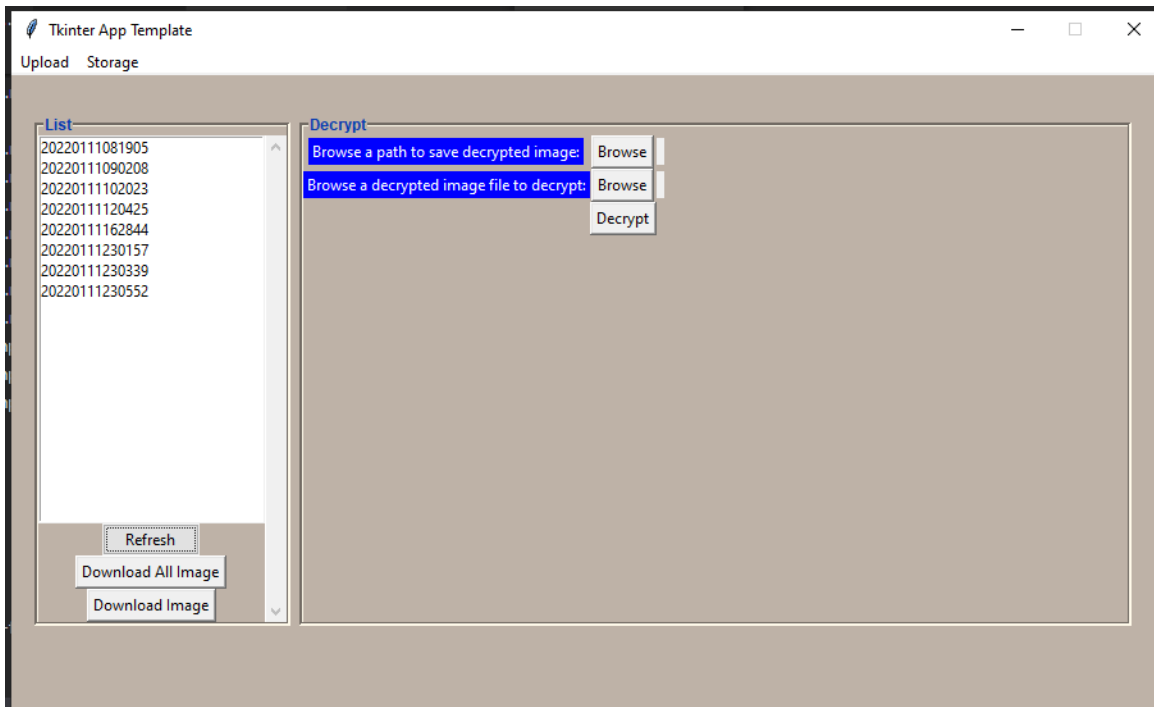 Tkinter App Template
Upload Storage
List
20220111081905
20220111090208
20220111102023
20220111120425
20220111162844
20220111230157
20220111230339
20220111230552
Refresh
Download All Image
Download Image
Decrypt
Browse a path to save decrypted image: Browse
Browse a decrypted image file to decrypt: Browse
Decrypt